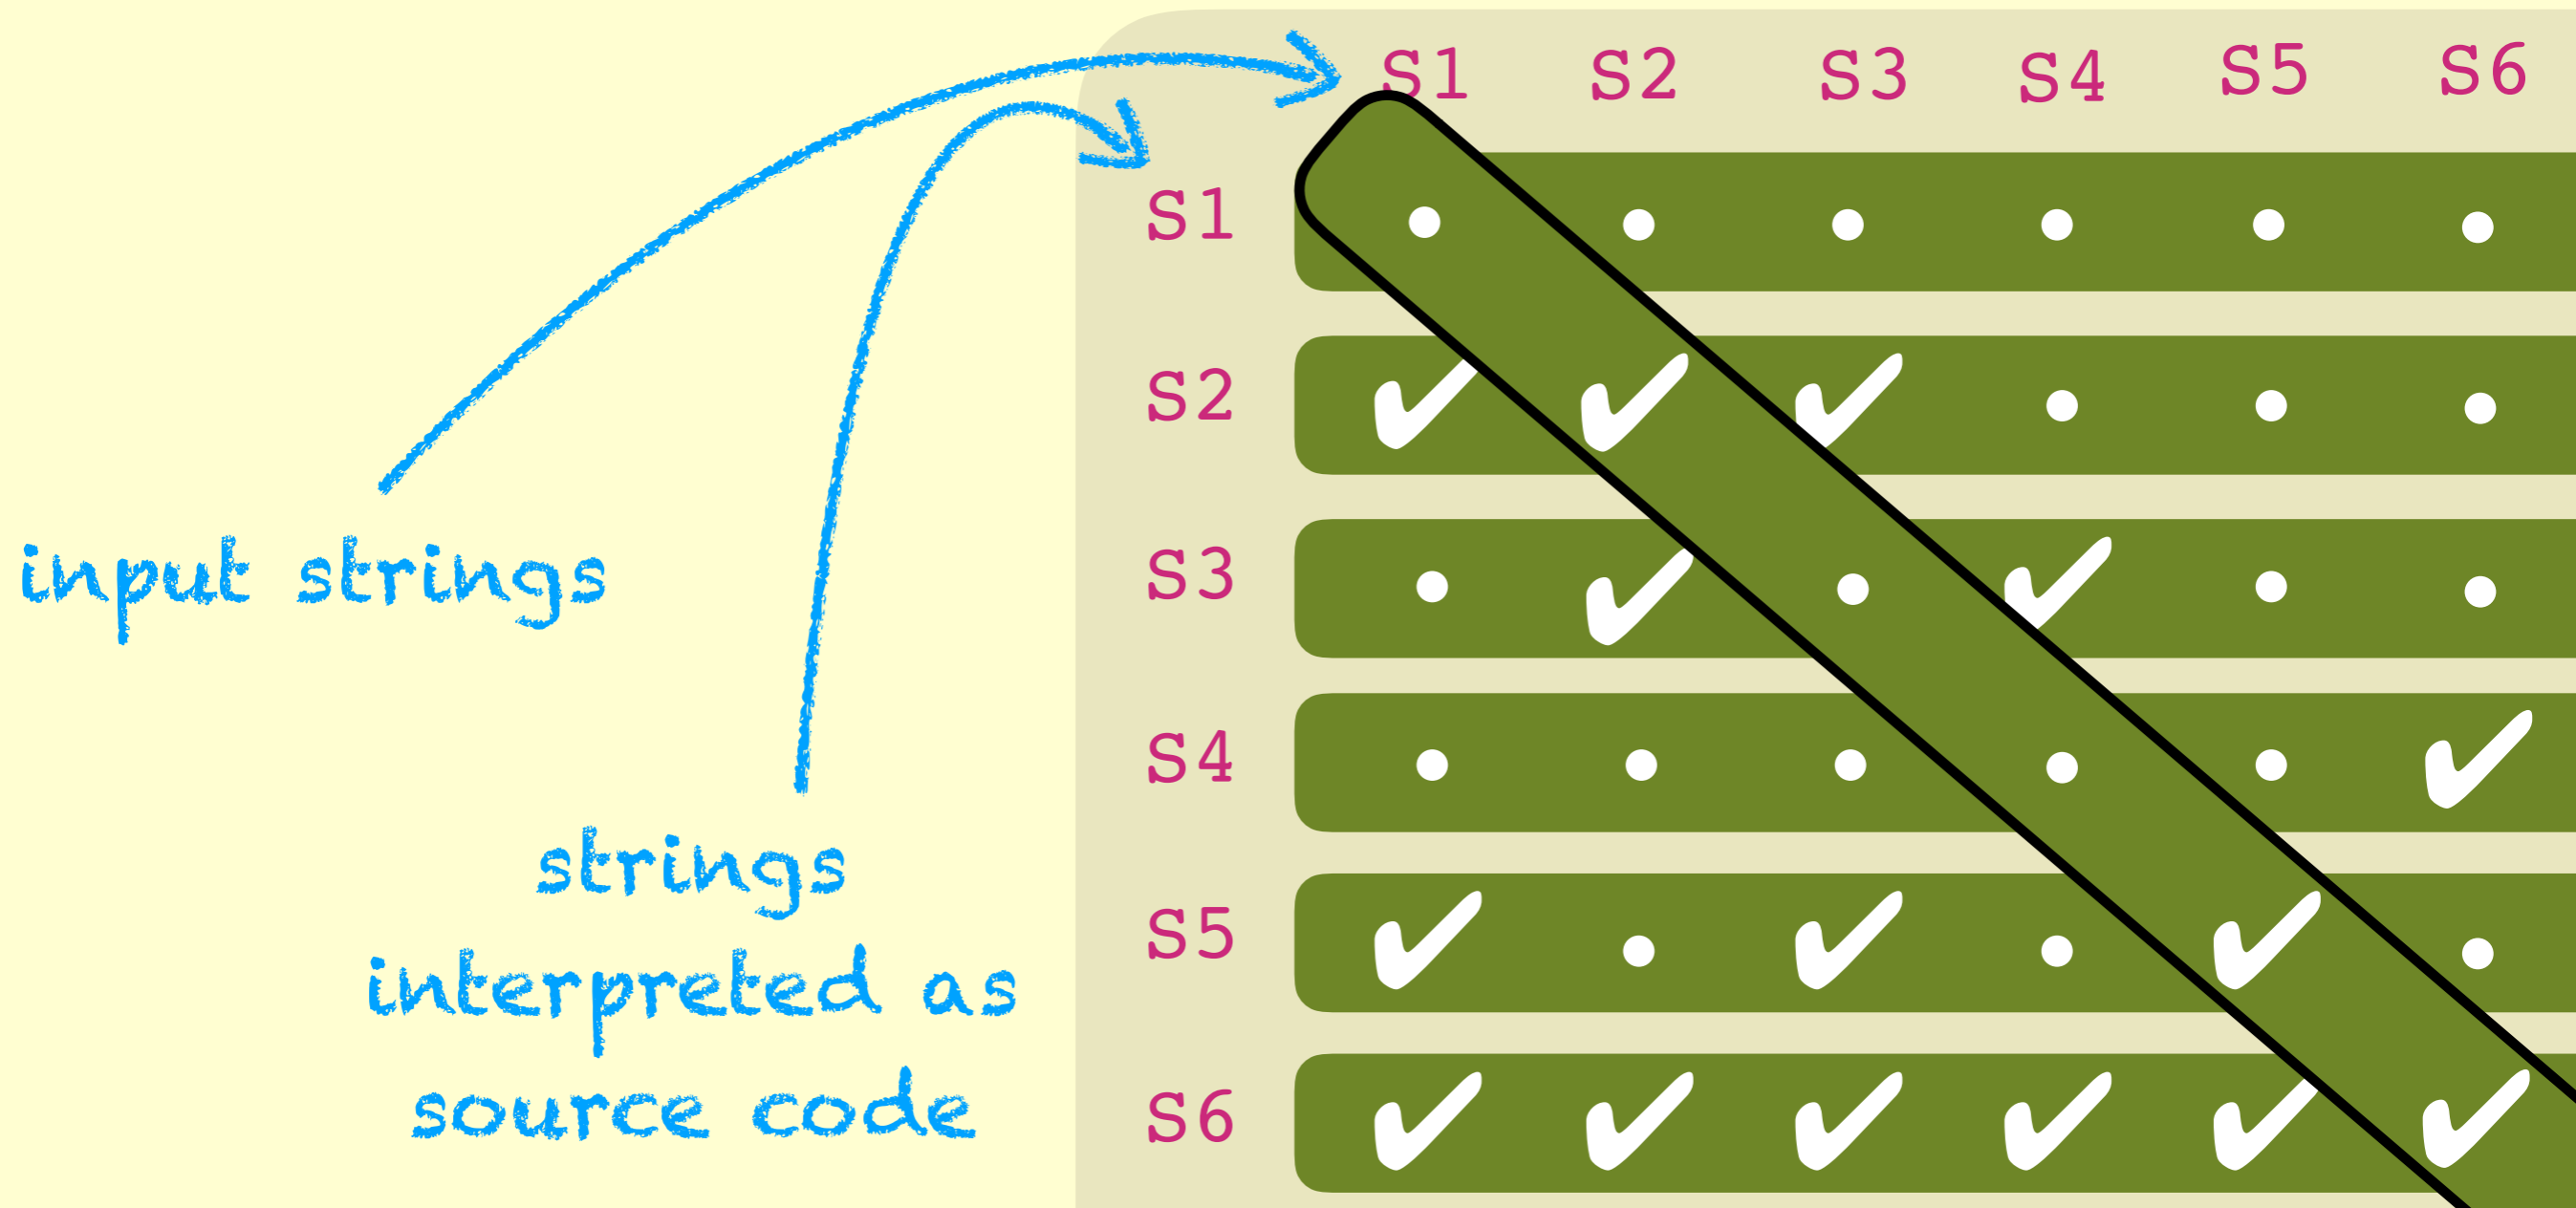 S1 S2 S3 S4 S5 S6
S1
S2
S3
S4
S5
S6
input strings
strings
interpreted as
source code